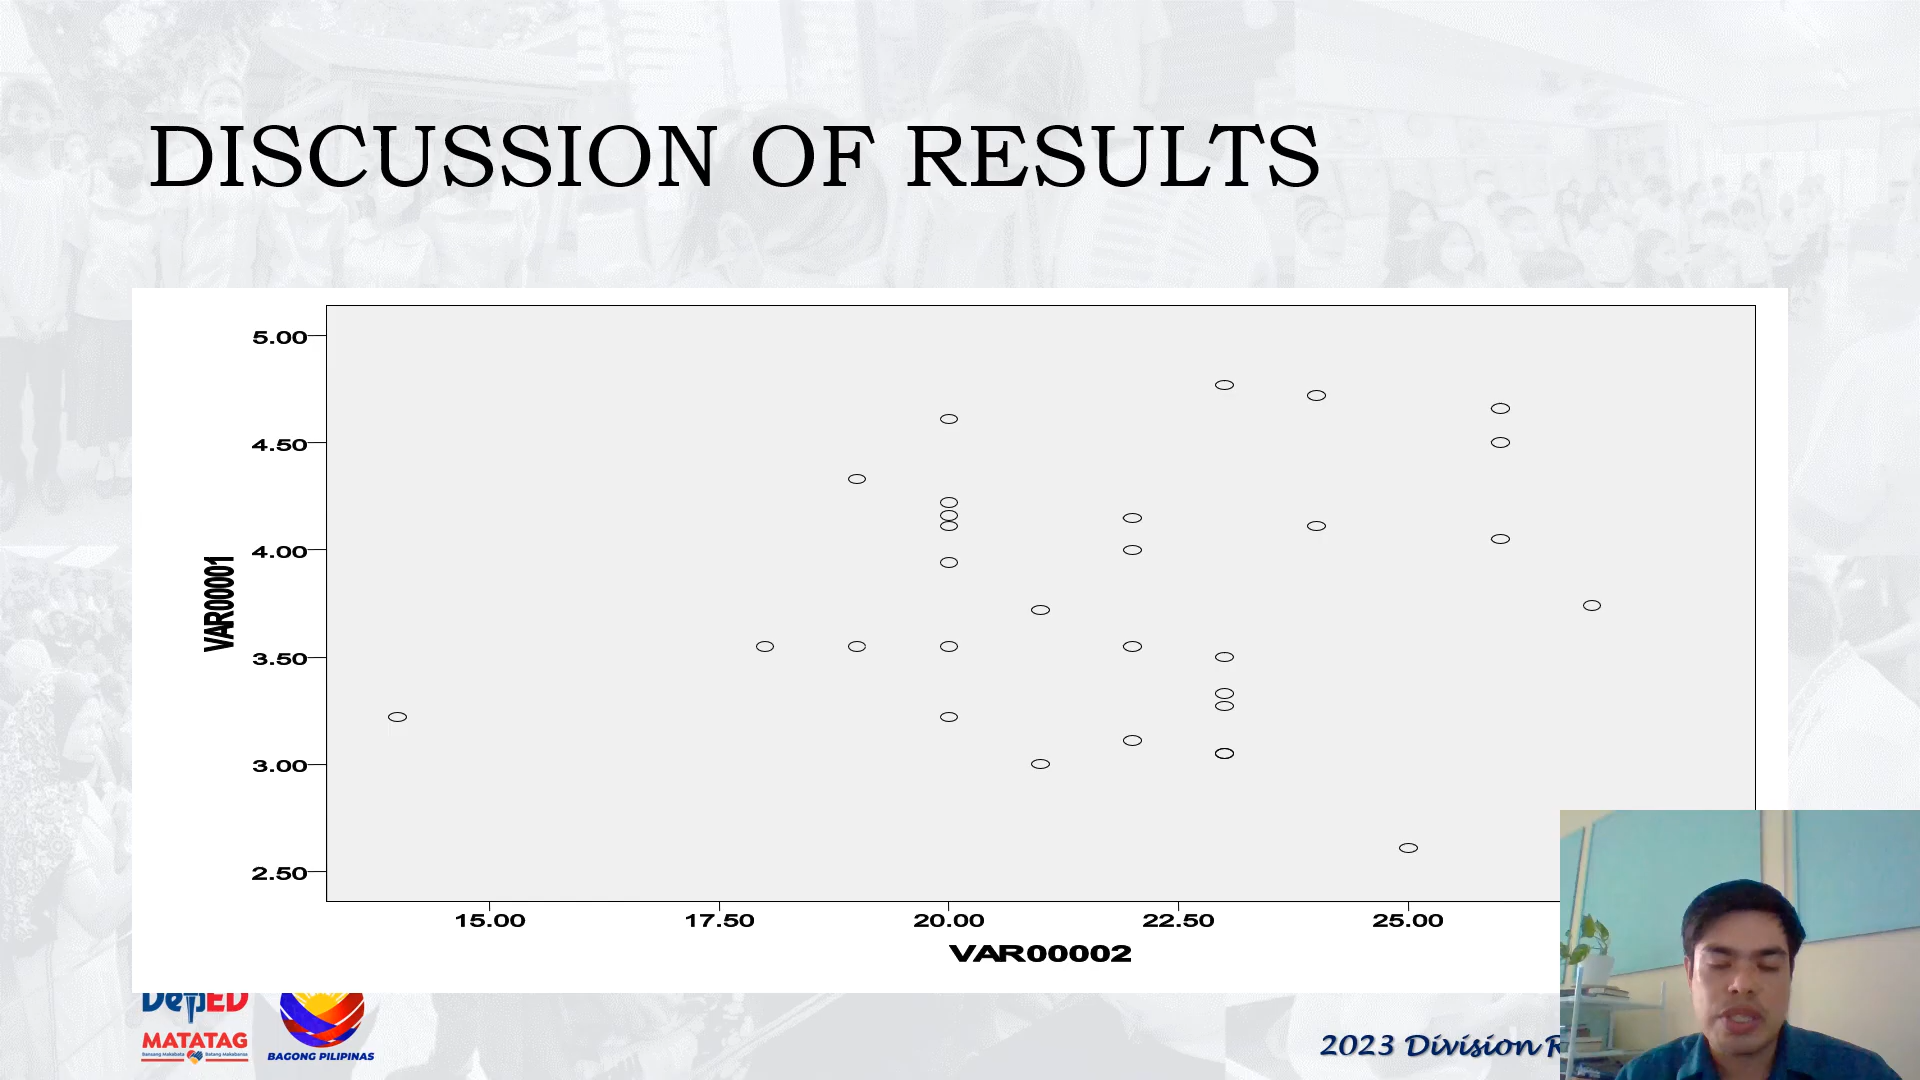 DISCUSSION OF RESULTS
5.00
4.50
4.00
3.50
3.00
2.50
VAR00001
15.00
17.50
20.00
22.50
25.00
VAR00002
DepED
MATATAG
Bansang Makabata Batang Makabansa
BAGONG PILIPINAS
2023 Division R